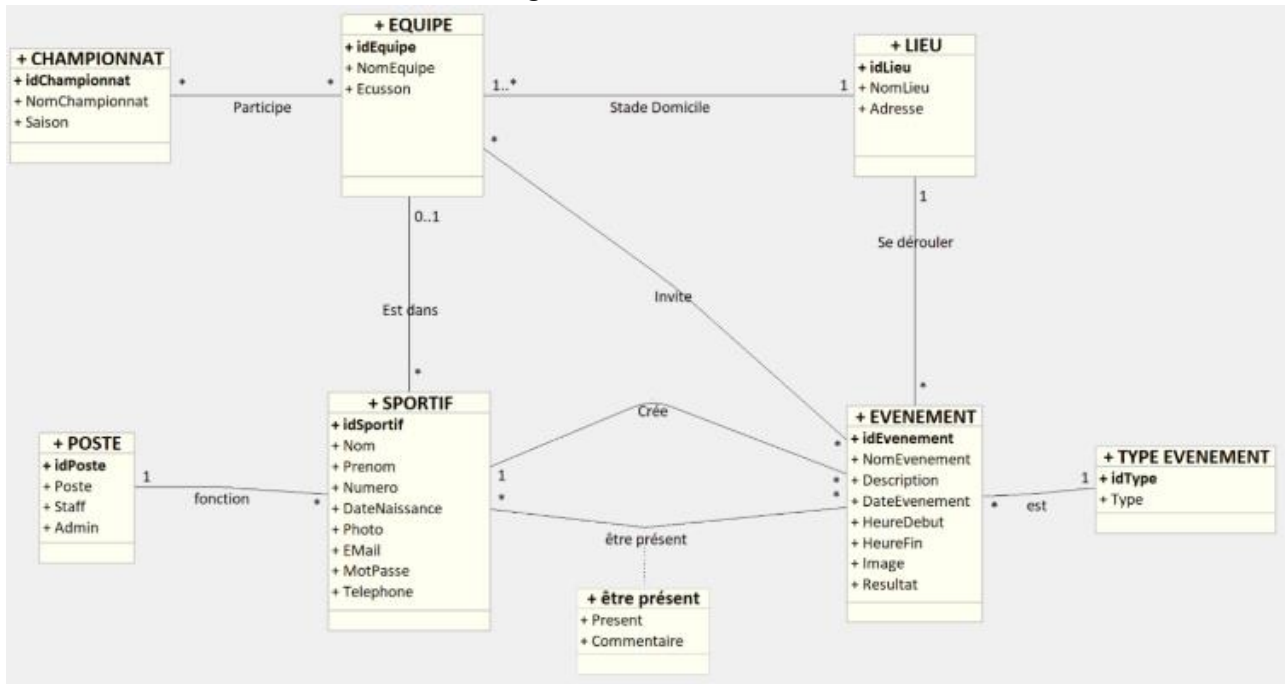 + CHAMPIONNAT
+ idChampionnat
+ NomChampionnat
+ Saison
*
*
Participe
+ EQUIPE
+ idEquipe
+ NomEquipe
+ Ecusson
1..*
1
Stade Domicile
+ LIEU
+ idLieu
+ NomLieu
+ Adresse
*
0..1
1
Se dérouler
Invite
Est dans
*
*
+ POSTE
+ idPoste
+ Poste
+ Staff
+ Admin
1
fonction
*
+ SPORTIF
+ idSportif
+ Nom
+ Prenom
+ Numero
+ DateNaissance
+ Photo
+ EMail
+ MotPasse
+ Telephone
Crée
1
*
*
*
*
être présent
+ être présent
+ Present
+ Commentaire
+ EVENEMENT
+ idEvenement
+ NomEvenement
+ Description
+ DateEvenement
+ HeureDebut
+ HeureFin
+ Image
+ Resultat
*
est
1
+ TYPE EVENEMENT
+ idType
+ Type